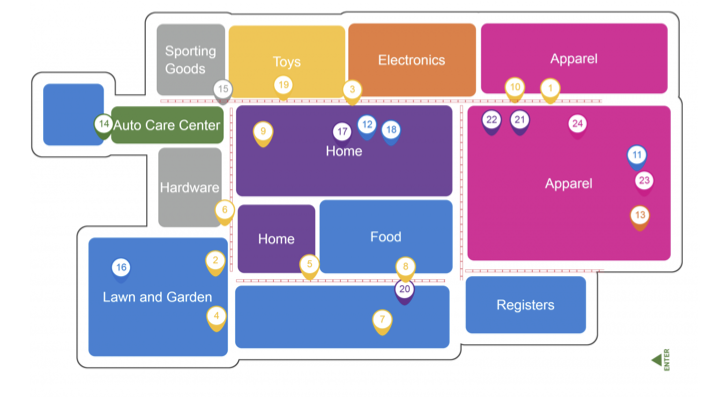 Sporting
Goods
Toys
Electronics
Apparel
15
19
3
10
1
14
Auto Care Center
9
17
12
18
22
21
24
Home
11
Hardware
Apparel
23
6
13
Home
Food
16
2
5
8
20
Lawn and Garden
4
7
Registers
ENTER